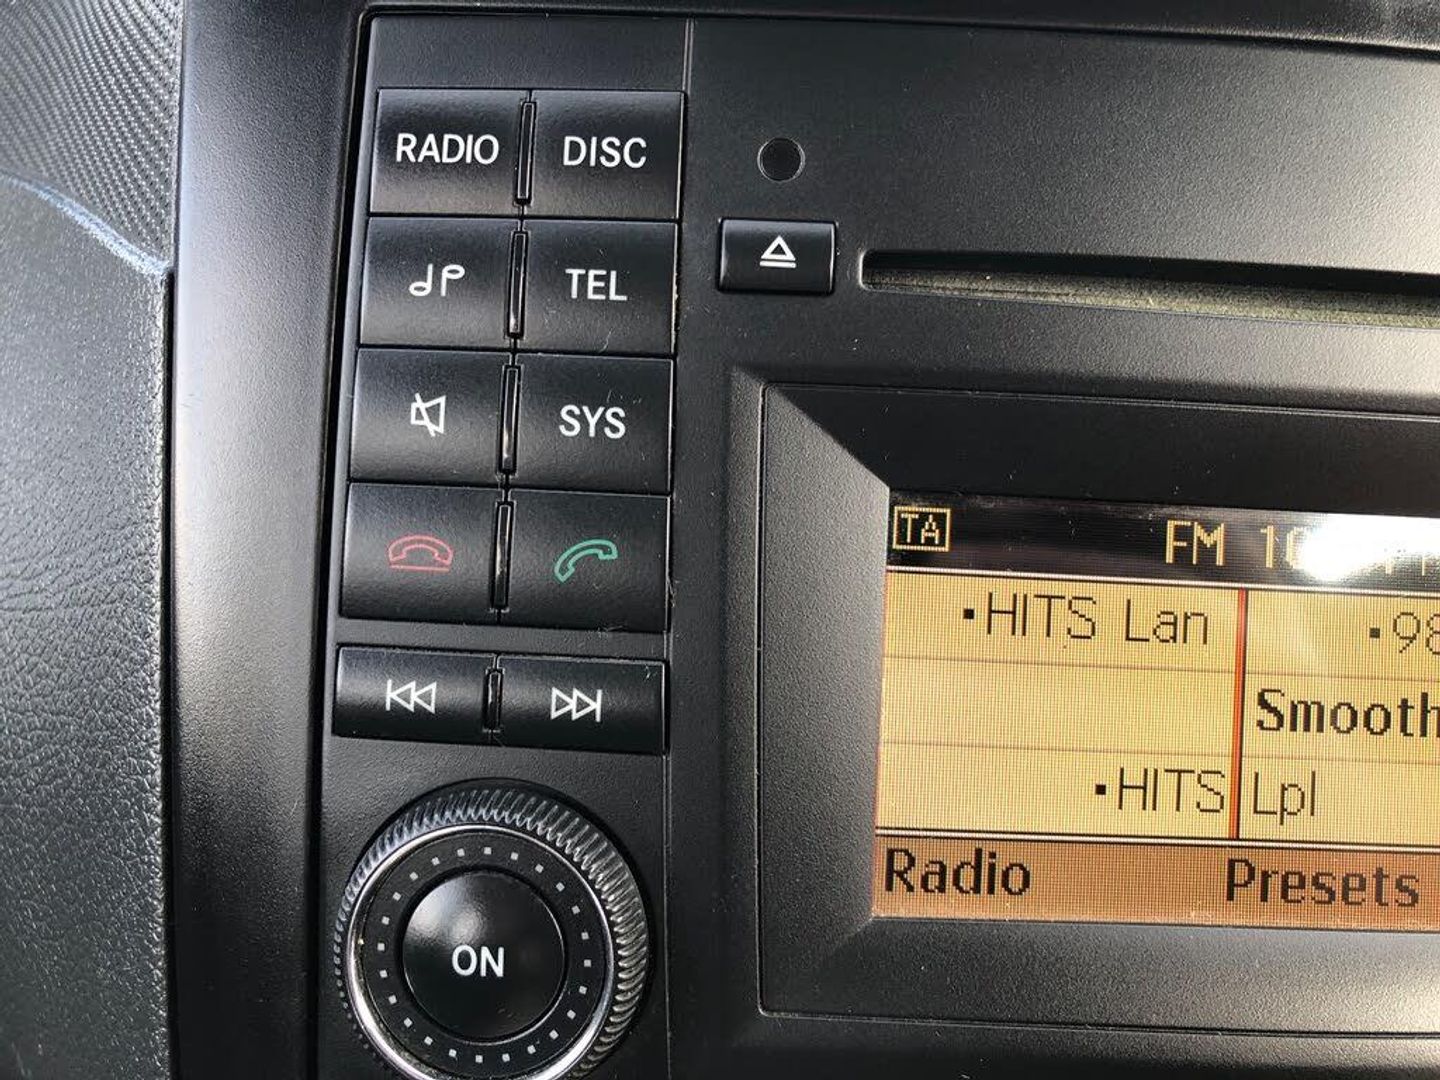 RADIO DISC
TEL
SYS
ON
TA FM
HITS Lan
Smooth
HITS Lpl
Radio Presets